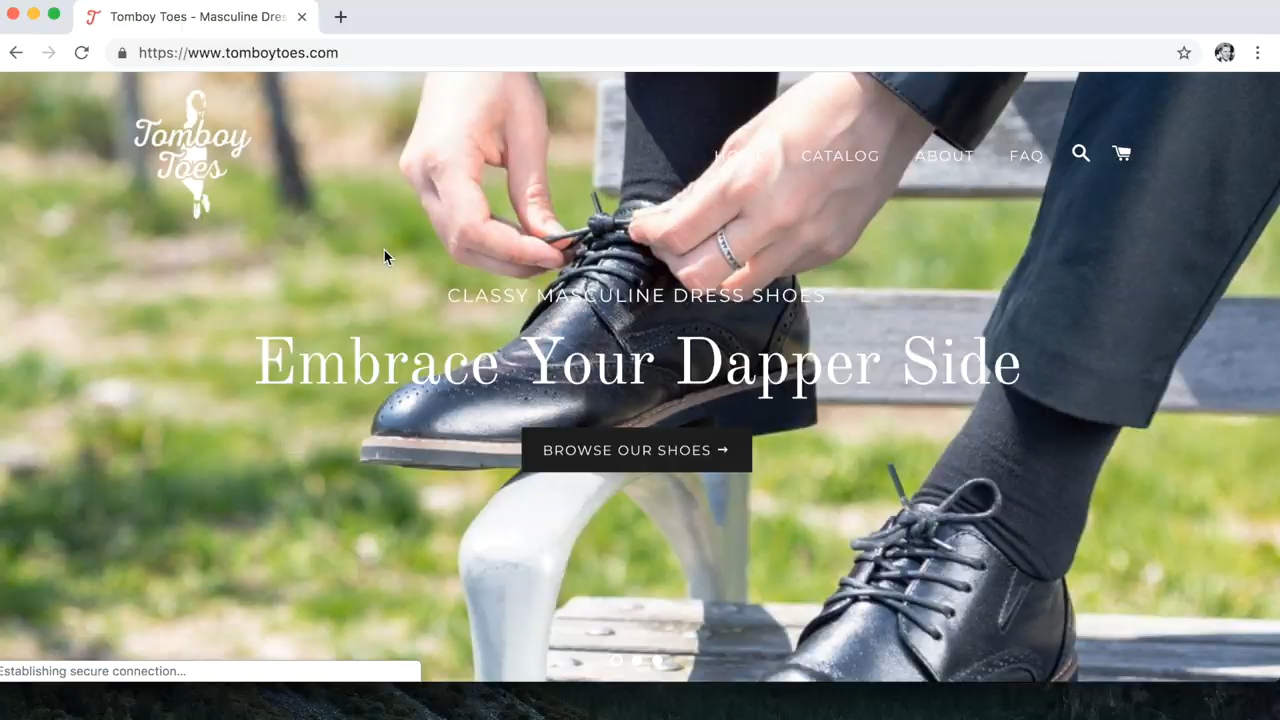 Tomboy Toes - Masculine Dres
https://www.tomboytoes.com
Tomboy
Toes
HOME CATALOG ABOUT FAQ
CLASSY MASCULINE DRESS SHOES
Embrace Your Dapper Side
BROWSE OUR SHOES →
Establishing secure connection...